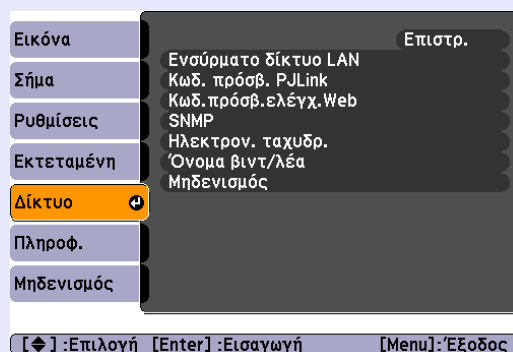 Εικόνα
Σήμα
Ρυθμίσεις
Εκτεταμένη
Δίκτυο
Πληροφ.
Μηδενισμός
Επιστρ.
Ενσύρματο δίκτυο LAN
Κωδ. πρόσβ. PJLink
Κωδ.πρόσβ.ελέγχ.Web
SNMP
Ηλεκτρον. ταχυδρ.
Όνομα βιντ/λέα
Μηδενισμός
[◆] :Επιλογή [Enter] :Εισαγωγή [Menu]:Έξοδος